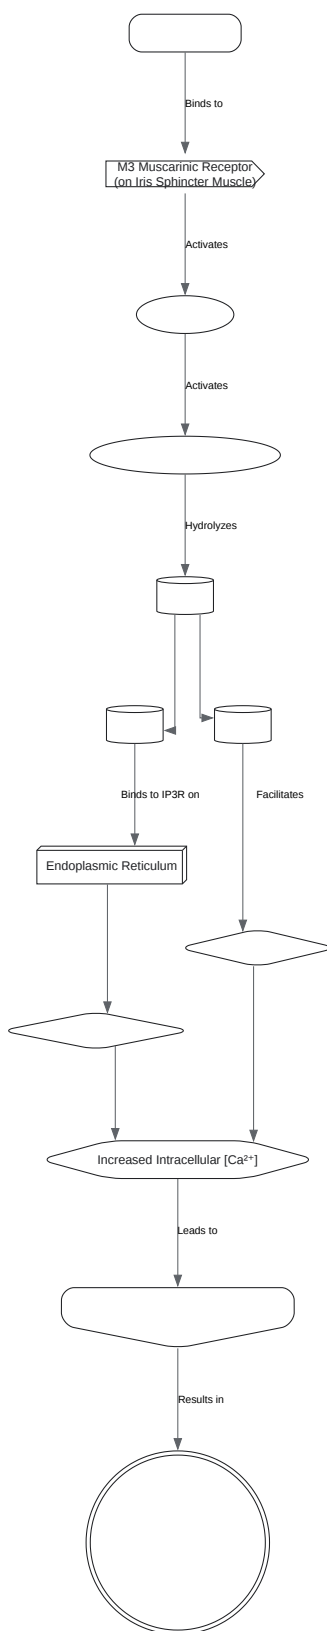 Binds to
M3 Muscarinic Receptor
(on Iris Sphincter Muscle)
Activates
Activates
Hydrolyzes
Binds to IP3R on
Facilitates
Endoplasmic Reticulum
Increased Intracellular [Ca²⁺]
Leads to
Results in